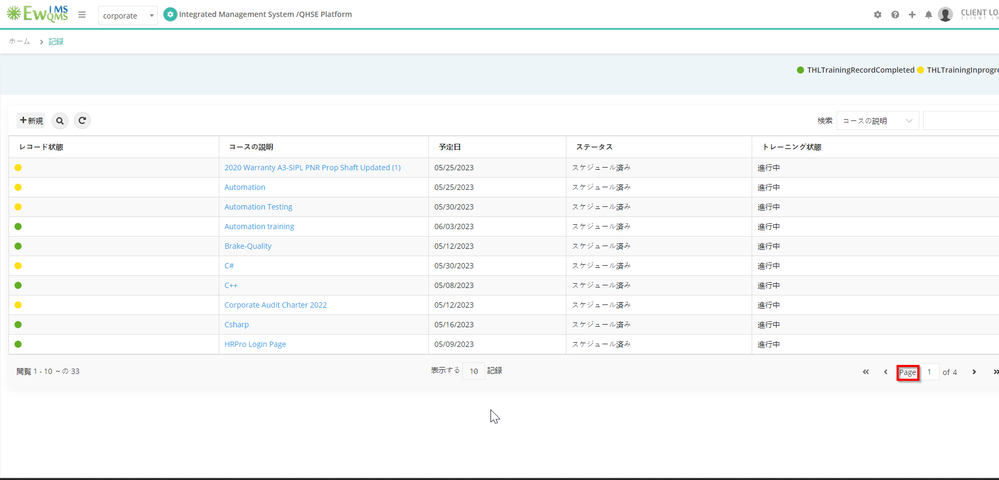 EwQMS IMS corporate Integrated Management System /QHSE Platform CLIENT LO
CLIENT LO
ホーム > 記録
THLTrainingRecordCompleted THLTrainingInprogre
+新規 検索 コースの説明
レコード状態 コースの説明 予定日 ステータス トレーニング状態
2020 Warranty A3-SIPL PNR Prop Shaft Updated (1) 05/25/2023 スケジュール済み 進行中
Automation 05/25/2023 スケジュール済み 進行中
Automation Testing 05/30/2023 スケジュール済み 進行中
Automation training 06/03/2023 スケジュール済み 進行中
Brake-Quality 05/12/2023 スケジュール済み 進行中
C# 05/30/2023 スケジュール済み 進行中
C++ 05/08/2023 スケジュール済み 進行中
Corporate Audit Charter 2022 05/12/2023 スケジュール済み 進行中
Csharp 05/16/2023 スケジュール済み 進行中
HRPro Login Page 05/09/2023 スケジュール済み 進行中
閲覧 1 - 10 ~の 33 表示する 10 記録 « ‹ Page 1 of 4 › »